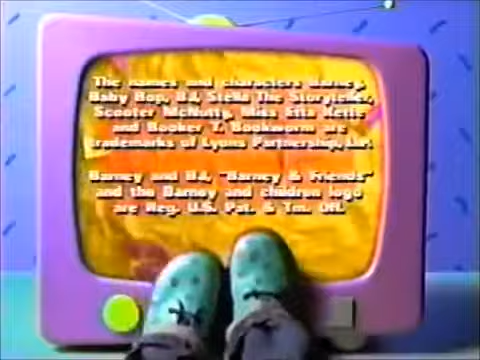 The names and characters Barney,
Baby Bop, BJ, Stella The Storyteller,
Scooter McNutty, Miss Etta Kette
and Booker T. Bookworm are
trademarks of Lyons Partnership, L.P.
Barney and BJ, "Barney & Friends"
and the Barney and children logo
are Reg. U.S. Pat. & Tm. Off.